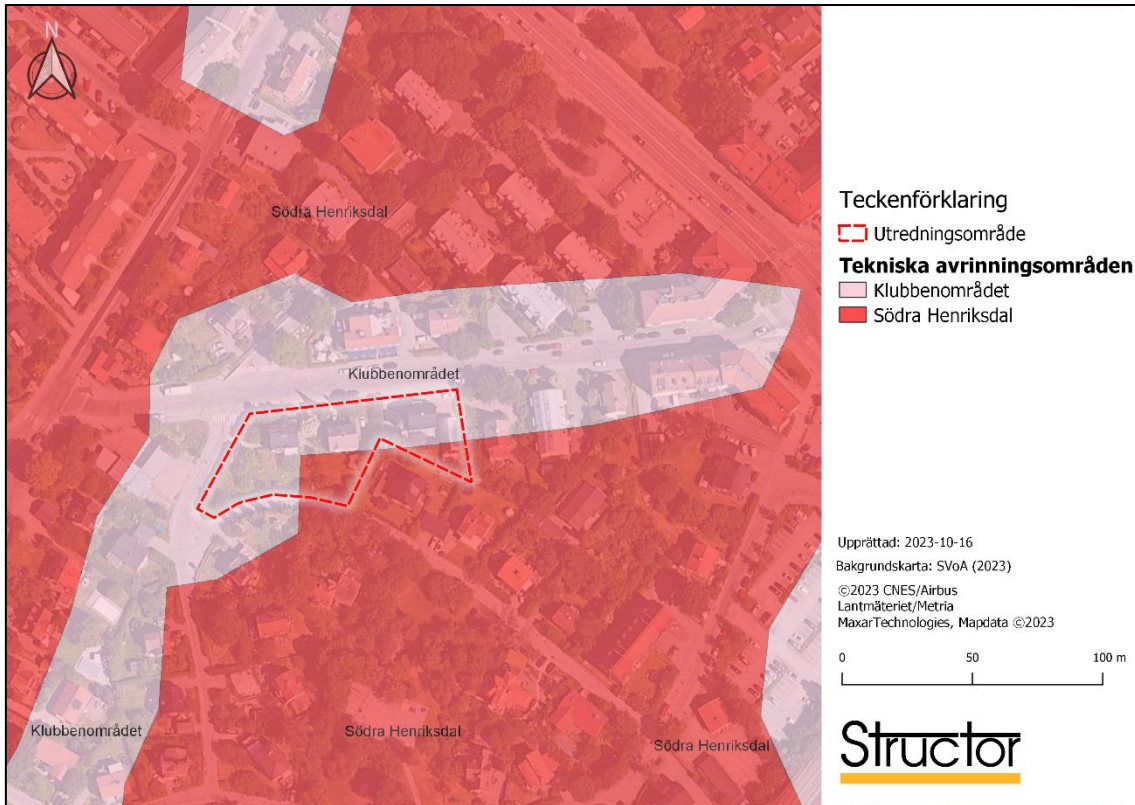 N
Södra Henriksdal
Klubbenområdet
Klubbenområdet
Södra Henriksdal
Södra Henriksdal
Teckenförklaring
Utredningsområde
Tekniska avrinningsområden
Klubbenområdet
Södra Henriksdal
Upprättad: 2023-10-16
Bakgrundskarta: SVoA (2023)
©2023 CNES/Airbus
Lantmäteriet/Metria
MaxarTechnologies, Mapdata ©2023
0 50 100 m
Structor